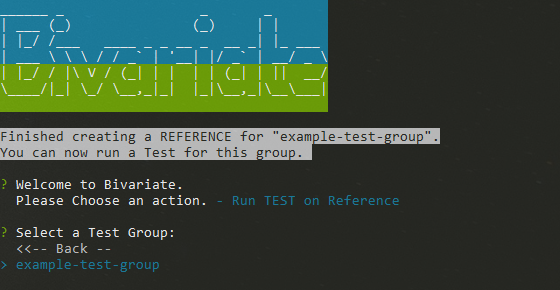 Bivariate
Finished creating a REFERENCE for "example-test-group".
You can now run a Test for this group.
? Welcome to Bivariate.
Please Choose an action. - Run TEST on Reference
? Select a Test Group:
<<-- Back --
> example-test-group